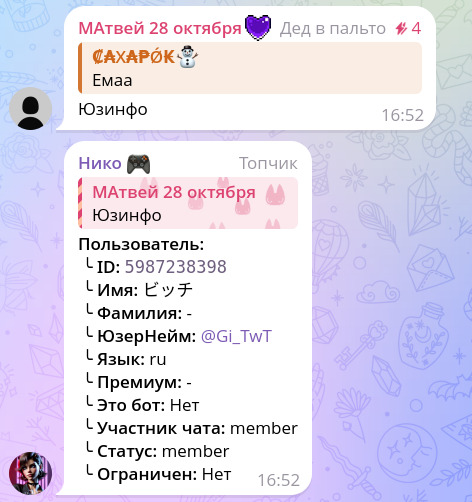 МАтвей 28 октября💜 Дед в пальто 4
₡₳X₳₱Ǿ₭☃️
Емаа
Юзинфо
16:52
Нико 🎮 Топчик
МАтвей 28 октября
Юзинфо
Пользователь:
╰ ID: 5987238398
╰ Имя: ビッチ
╰ Фамилия: -
╰ ЮзерНейм: @Gi_TwT
╰ Язык: ru
╰ Премиум: -
╰ Это бот: Нет
╰ Участник чата: member
╰ Статус: member
╰ Ограничен: Нет
16:52